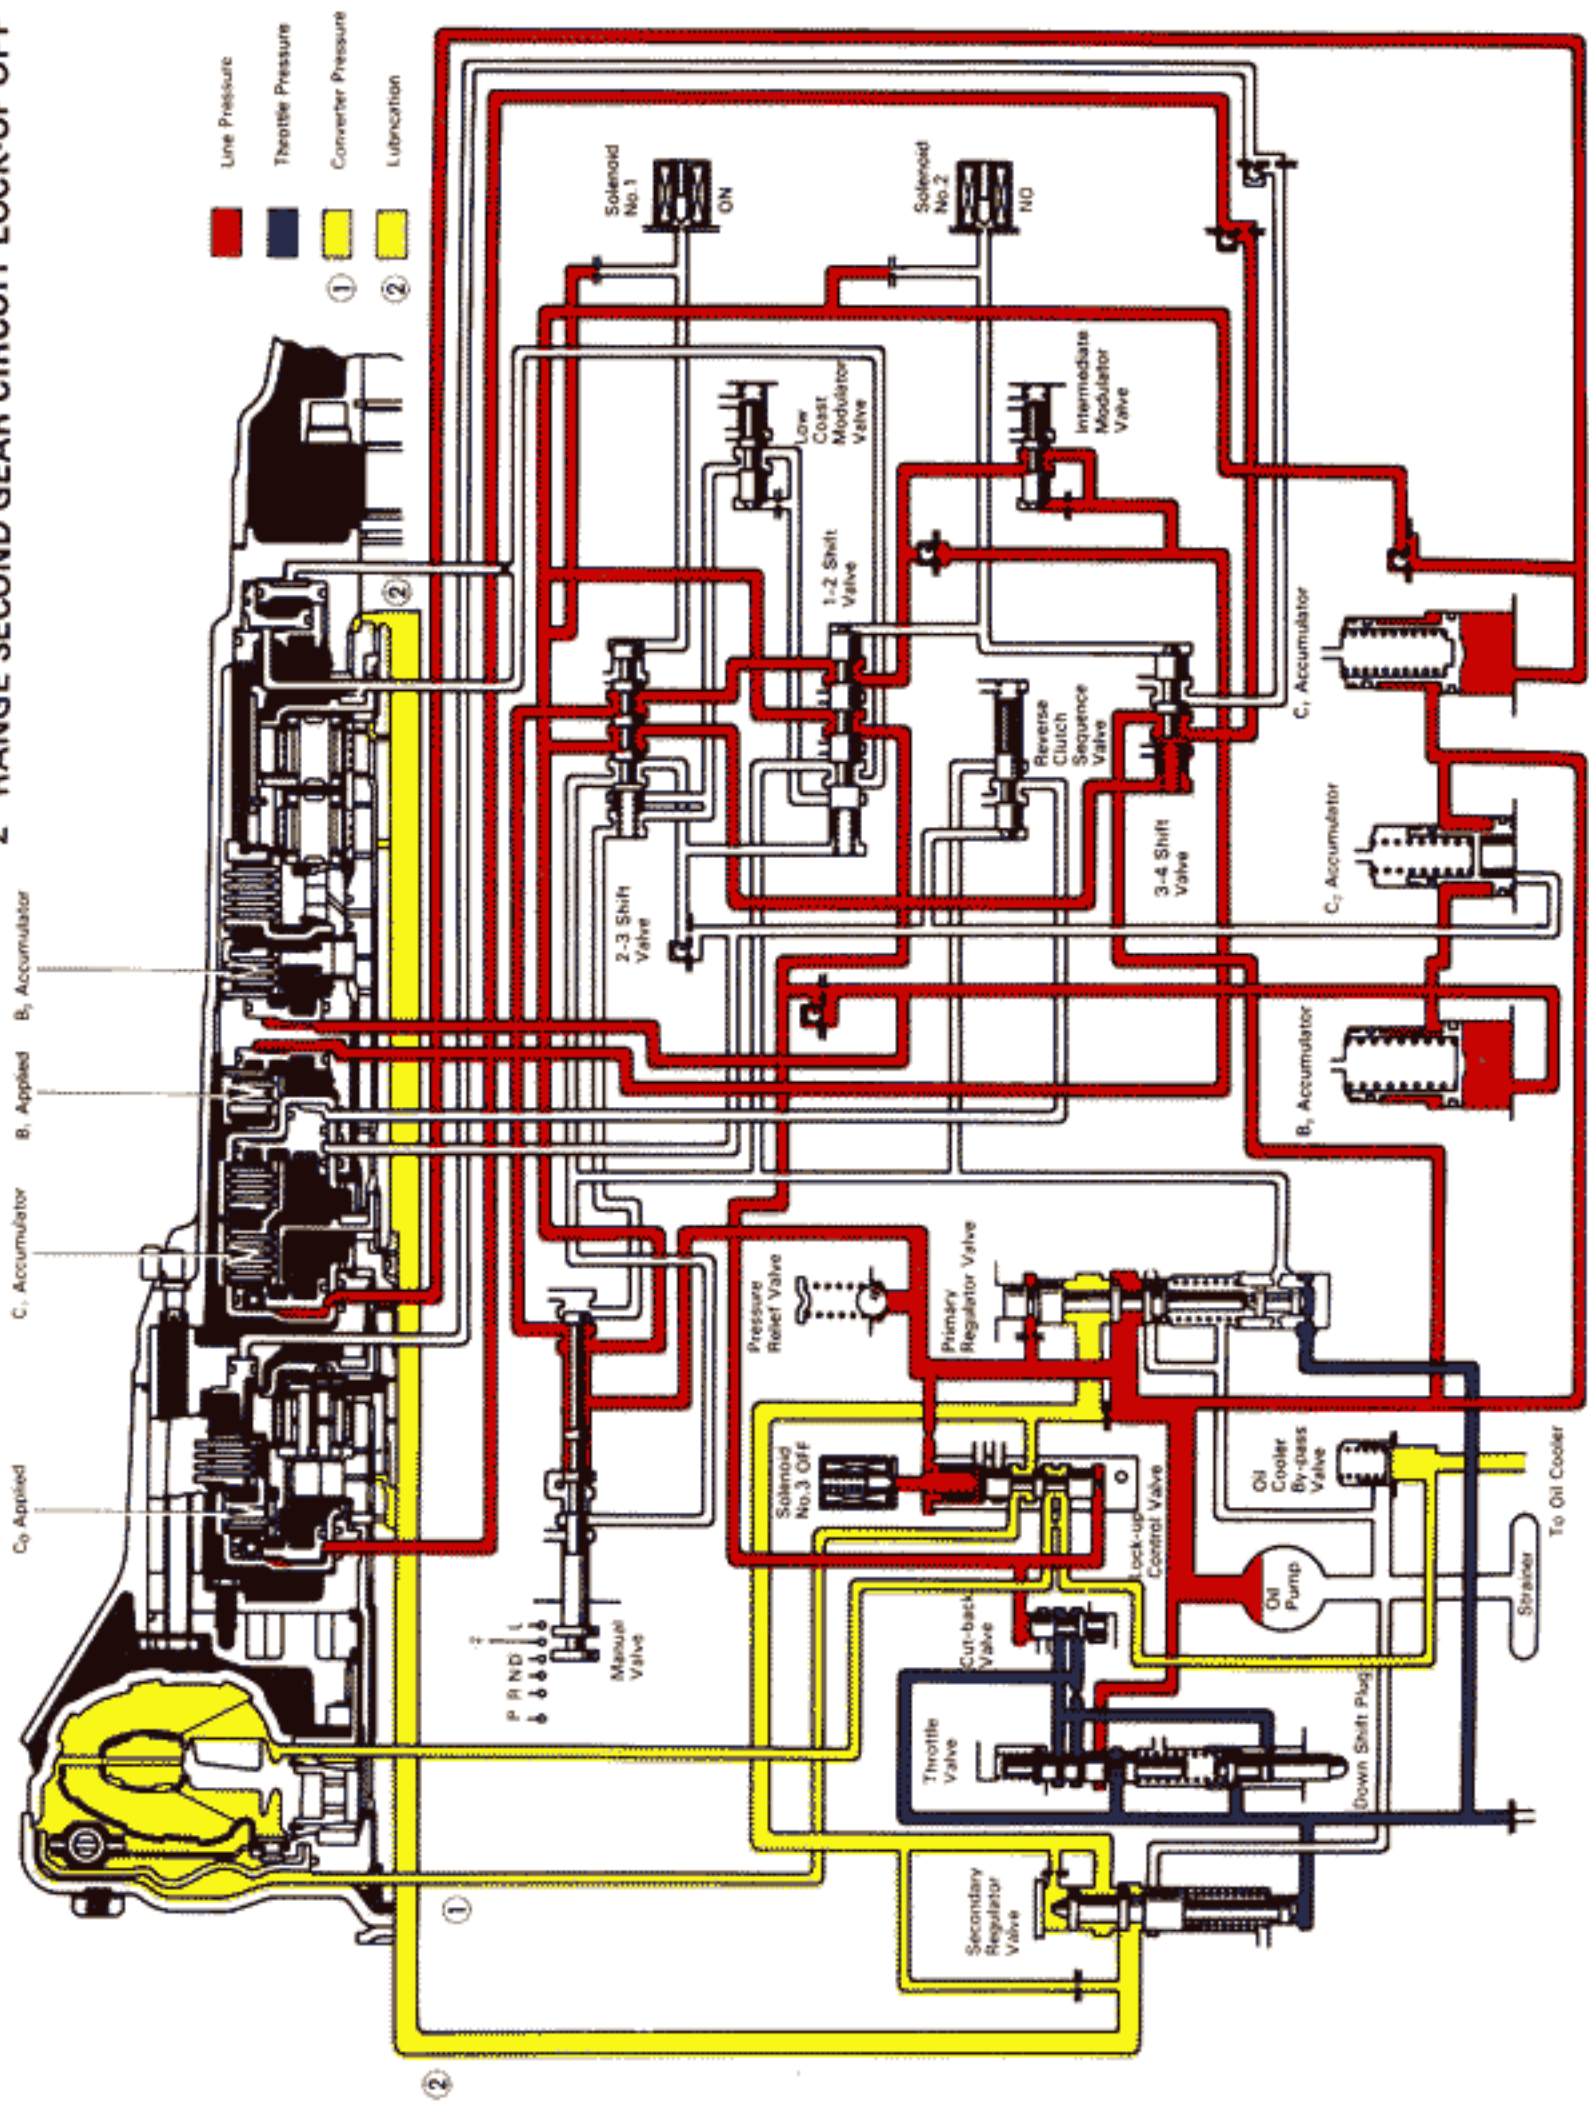 "2" RANGE SECOND GEAR CIRCUIT LOCK-UP OFF
Line Pressure
Throttle Pressure
① Converter Pressure
② Lubrication
C₀ Applied
C₁ Accumulator
B₁ Applied
B₂ Accumulator
②
①
②
P R N D 2 L
Manual
Valve
Solenoid
No.1
ON
Solenoid
No.2
ON
2-3 Shift
Valve
Low
Coast
Modulator
Valve
1-2 Shift
Valve
Intermediate
Modulator
Valve
Reverse
Clutch
Sequence
Valve
3-4 Shift
Valve
Pressure
Relief Valve
Primary
Regulator Valve
Solenoid
No.3 OFF
Lock-up
Control Valve
Cut-back
Valve
Throttle
Valve
Down Shift Plug
Secondary
Regulator
Valve
Oil
Cooler
By-pass
Valve
Oil
Pump
Strainer
To Oil Cooler
B₂ Accumulator
C₂ Accumulator
C₁ Accumulator